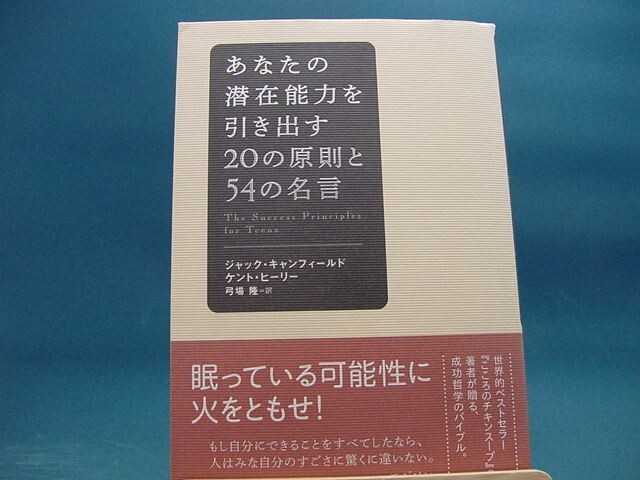 あなたの
潜在能力を
引き出す
20の原則と
54の名言
The Success Principles
for Teens
ジャック・キャンフィールド
ケント・ヒーリー
弓場 隆=訳
眠っている可能性に
火をともせ!
もし自分にできることをすべてしたなら、
人はみな自分のすごさに驚くに違いない。
世界的ベストセラー
『こころのチキンスープ』
著者が贈る、
成功哲学のバイブル。